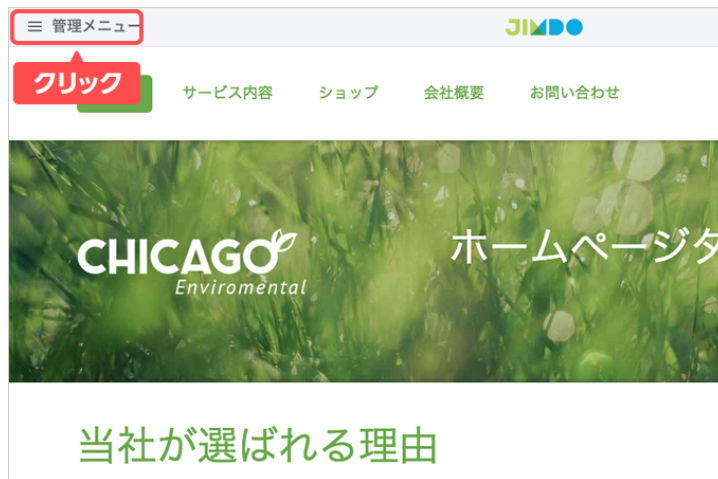 管理メニュー
JIMDO
クリック
サービス内容
ショップ
会社概要
お問い合わせ
CHICAGO
Enviromental
ホームページタ
当社が選ばれる理由